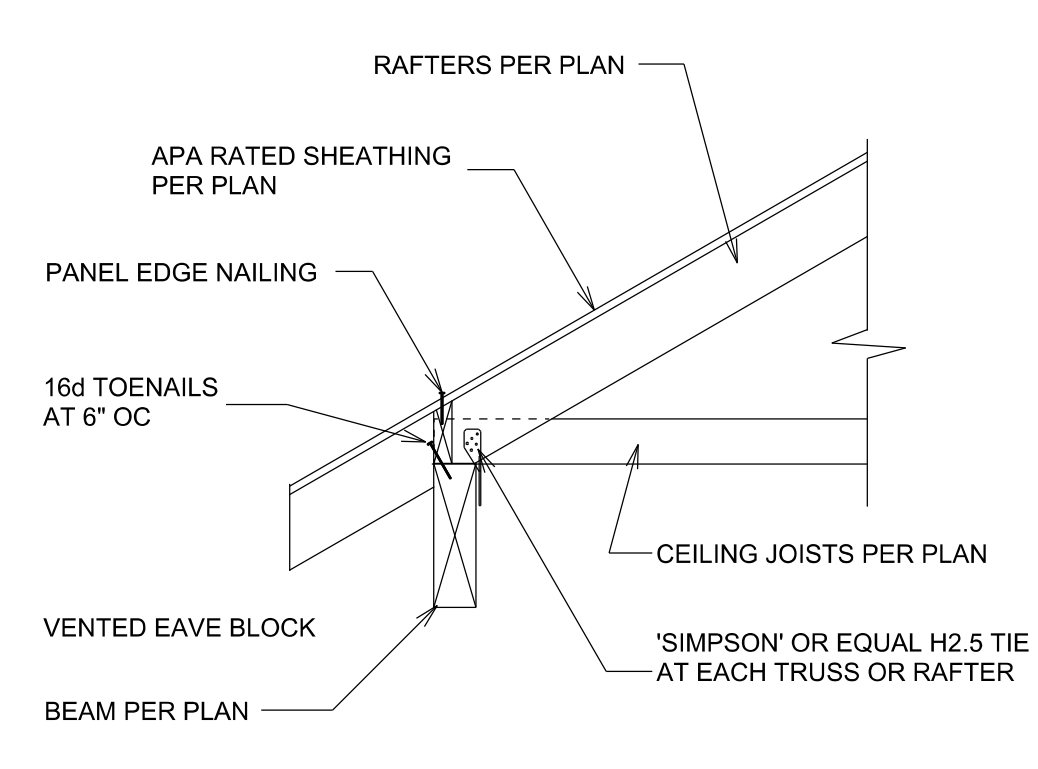 RAFTERS PER PLAN
APA RATED SHEATHING
PER PLAN
PANEL EDGE NAILING
16d TOENAILS
AT 6" OC
CEILING JOISTS PER PLAN
VENTED EAVE BLOCK
'SIMPSON' OR EQUAL H2.5 TIE
AT EACH TRUSS OR RAFTER
BEAM PER PLAN